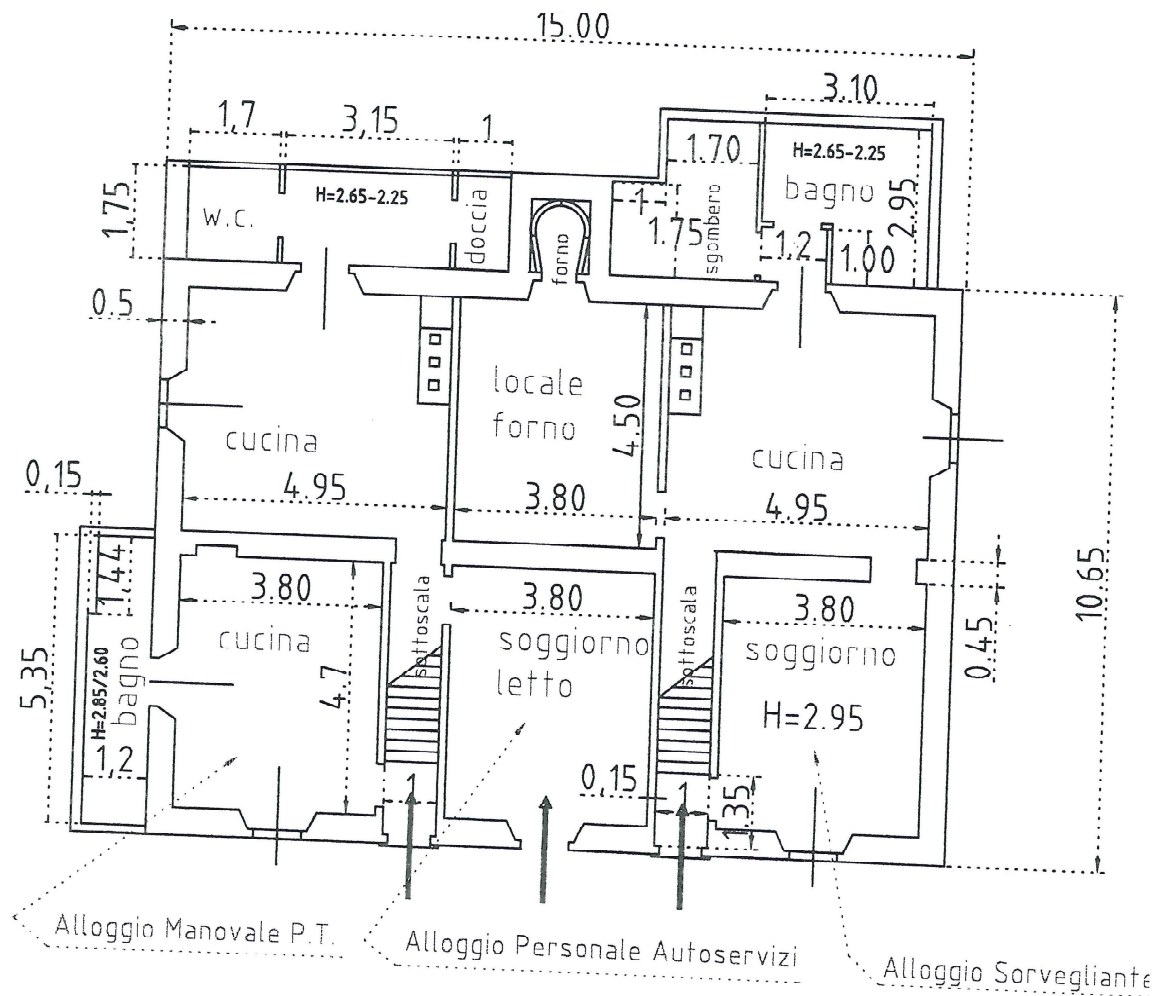 15.00
3.10
1,7
3,15
1
1.70
H=2.65-2.25
bagno
2.95
1,75
w.c.
H=2.65-2.25
doccia
forno
1
1.75
sgombero
1.2
1.00
0.5
locale
forno
4.50
cucina
4.95
3.80
cucina
4.95
0,15
1.44
10.65
3.80
cucina
4.7
sottoscala
3.80
soggiorno
letto
sottoscala
3.80
soggiorno
H=2.95
0.45
5,35
H=2.85/2.60
bagno
1,2
1
0,15
1
1.35
Alloggio Manovale P.T.
Alloggio Personale Autoservizi
Alloggio Sorvegliante